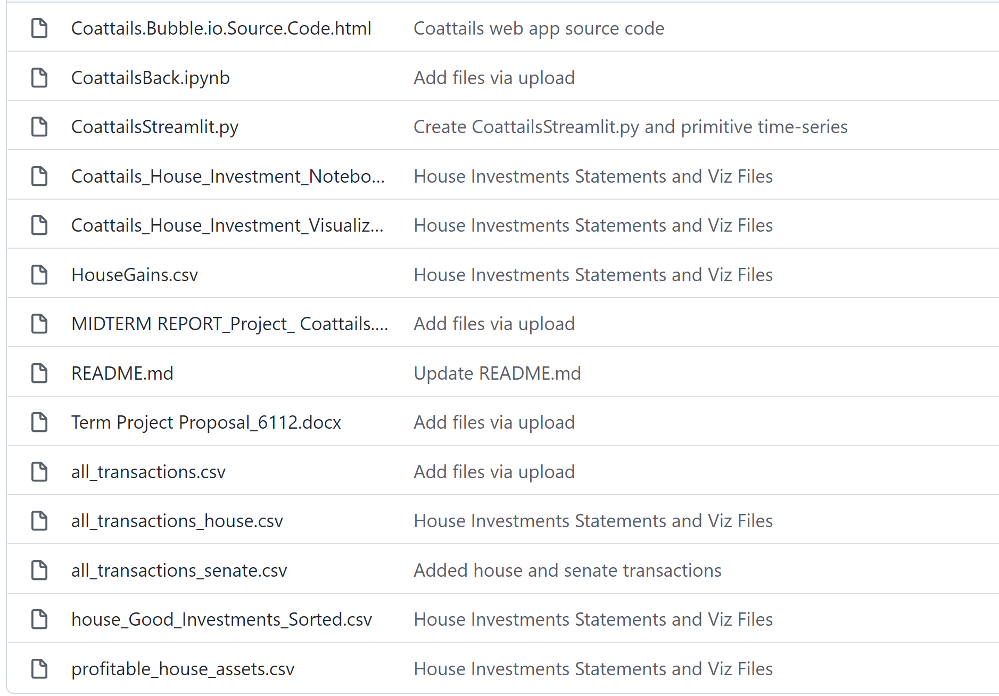 Coattails.Bubble.io.Source.Code.html Coattails web app source code
CoattailsBack.ipynb Add files via upload
CoattailsStreamlit.py Create CoattailsStreamlit.py and primitive time-series
Coattails_House_Investment_Notebo... House Investments Statements and Viz Files
Coattails_House_Investment_Visualiz... House Investments Statements and Viz Files
HouseGains.csv House Investments Statements and Viz Files
MIDTERM REPORT_Project_ Coattails.... Add files via upload
README.md Update README.md
Term Project Proposal_6112.docx Add files via upload
all_transactions.csv Add files via upload
all_transactions_house.csv House Investments Statements and Viz Files
all_transactions_senate.csv Added house and senate transactions
house_Good_Investments_Sorted.csv House Investments Statements and Viz Files
profitable_house_assets.csv House Investments Statements and Viz Files